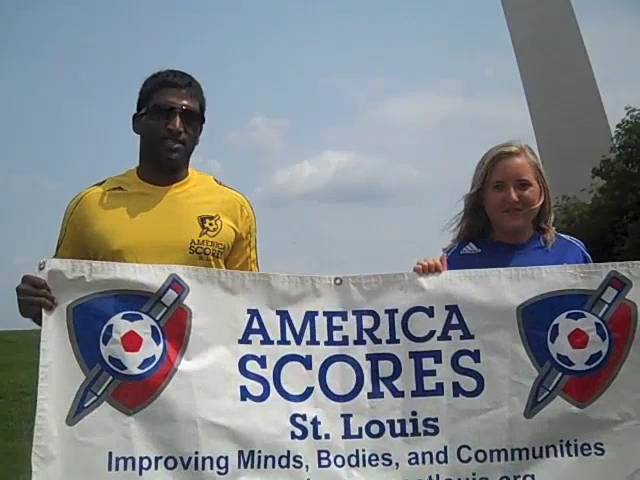 AMERICA
SCORES
AMERICA
SCORES
St. Louis
Improving Minds, Bodies, and Communities